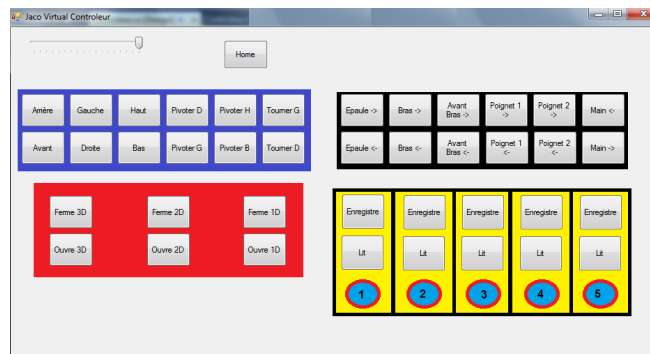 Jaco Virtual Controleur
Home
Arrière Gauche Haut Pivoter D Pivoter H Tourner G
Avant Droite Bas Pivoter G Pivoter B Tourner D
Epaule -> Bras -> Avant Bras -> Poignet 1 -> Poignet 2 -> Main <-
Epaule <- Bras <- Avant Bras <- Poignet 1 <- Poignet 2 <- Main ->
Ferme 3D Ferme 2D Ferme 1D
Ouvre 3D Ouvre 2D Ouvre 1D
Enregistre Enregistre Enregistre Enregistre Enregistre
Lit Lit Lit Lit Lit
1 2 3 4 5